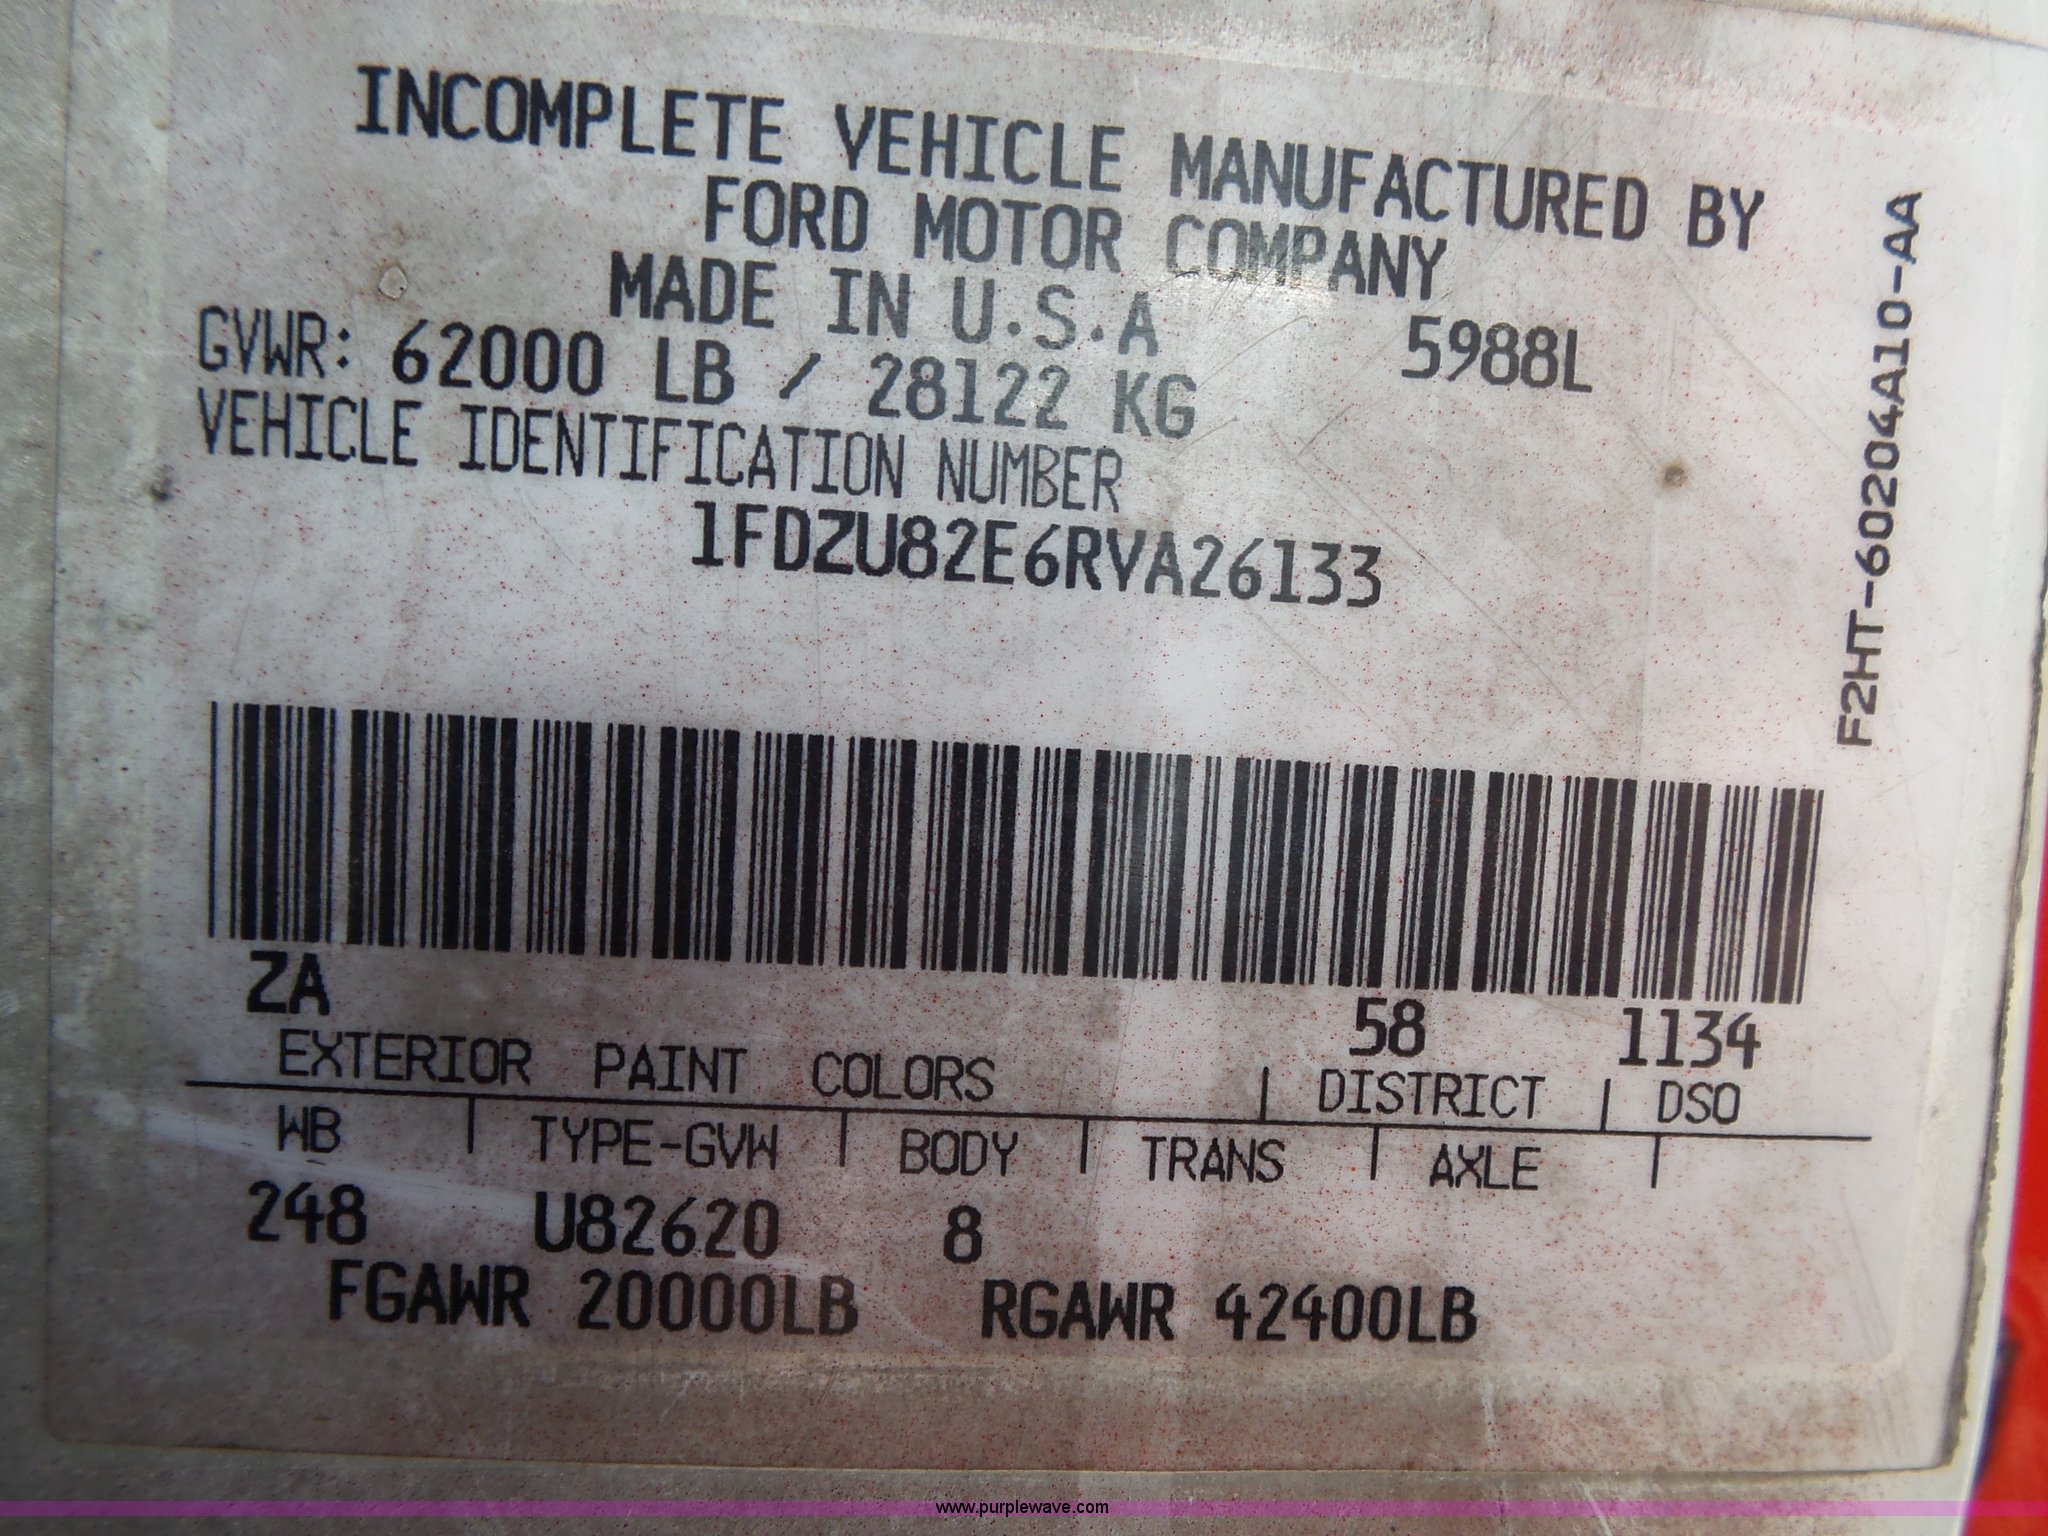 INCOMPLETE VEHICLE MANUFACTURED BY
FORD MOTOR COMPANY
MADE IN U.S.A
5988L
GVWR: 62000 LB / 28122 KG
VEHICLE IDENTIFICATION NUMBER
1FDZU82E6RVA26133
F2HT-60204A10-AA
ZA 58 1134
EXTERIOR PAINT COLORS | DISTRICT | DSO
WB | TYPE-GVW | BODY | TRANS | AXLE |
248 U82620 8
FGAWR 20000LB RGAWR 42400LB
www.purplewave.com